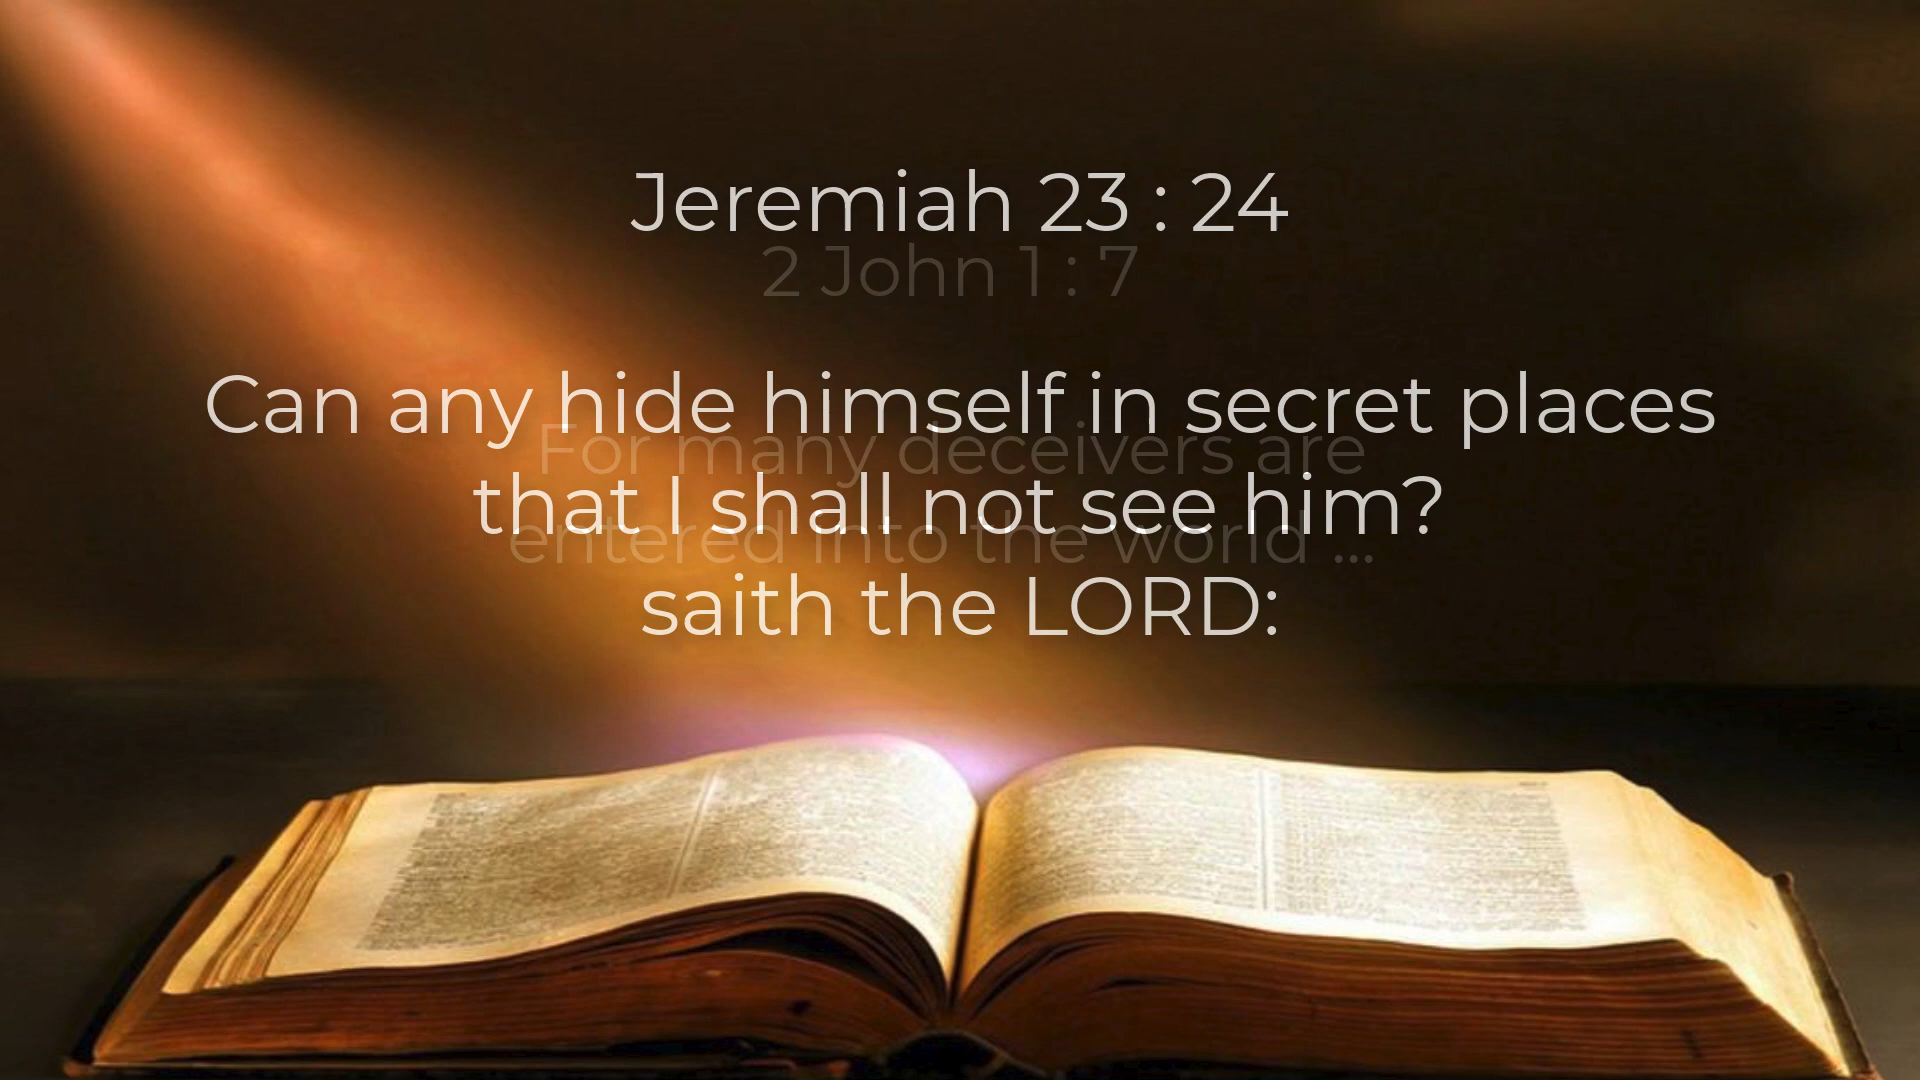 Jeremiah 23 : 24
2 John 1 : 7
Can any hide himself in secret places
For many deceivers are
that I shall not see him?
entered into the world ...
saith the LORD: